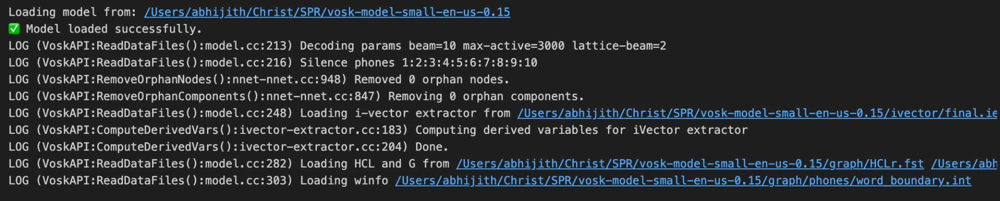 Loading model from: /Users/abhijith/Christ/SPR/vosk-model-small-en-us-0.15
✅ Model loaded successfully.
LOG (VoskAPI:ReadDataFiles():model.cc:213) Decoding params beam=10 max-active=3000 lattice-beam=2
LOG (VoskAPI:ReadDataFiles():model.cc:216) Silence phones 1:2:3:4:5:6:7:8:9:10
LOG (VoskAPI:RemoveOrphanNodes():nnet-nnet.cc:948) Removed 0 orphan nodes.
LOG (VoskAPI:RemoveOrphanComponents():nnet-nnet.cc:847) Removing 0 orphan components.
LOG (VoskAPI:ReadDataFiles():model.cc:248) Loading i-vector extractor from /Users/abhijith/Christ/SPR/vosk-model-small-en-us-0.15/ivector/final.ie
LOG (VoskAPI:ComputeDerivedVars():ivector-extractor.cc:183) Computing derived variables for iVector extractor
LOG (VoskAPI:ComputeDerivedVars():ivector-extractor.cc:204) Done.
LOG (VoskAPI:ReadDataFiles():model.cc:282) Loading HCL and G from /Users/abhijith/Christ/SPR/vosk-model-small-en-us-0.15/graph/HCLr.fst /Users/abh
LOG (VoskAPI:ReadDataFiles():model.cc:303) Loading winfo /Users/abhijith/Christ/SPR/vosk-model-small-en-us-0.15/graph/phones/word_boundary.int